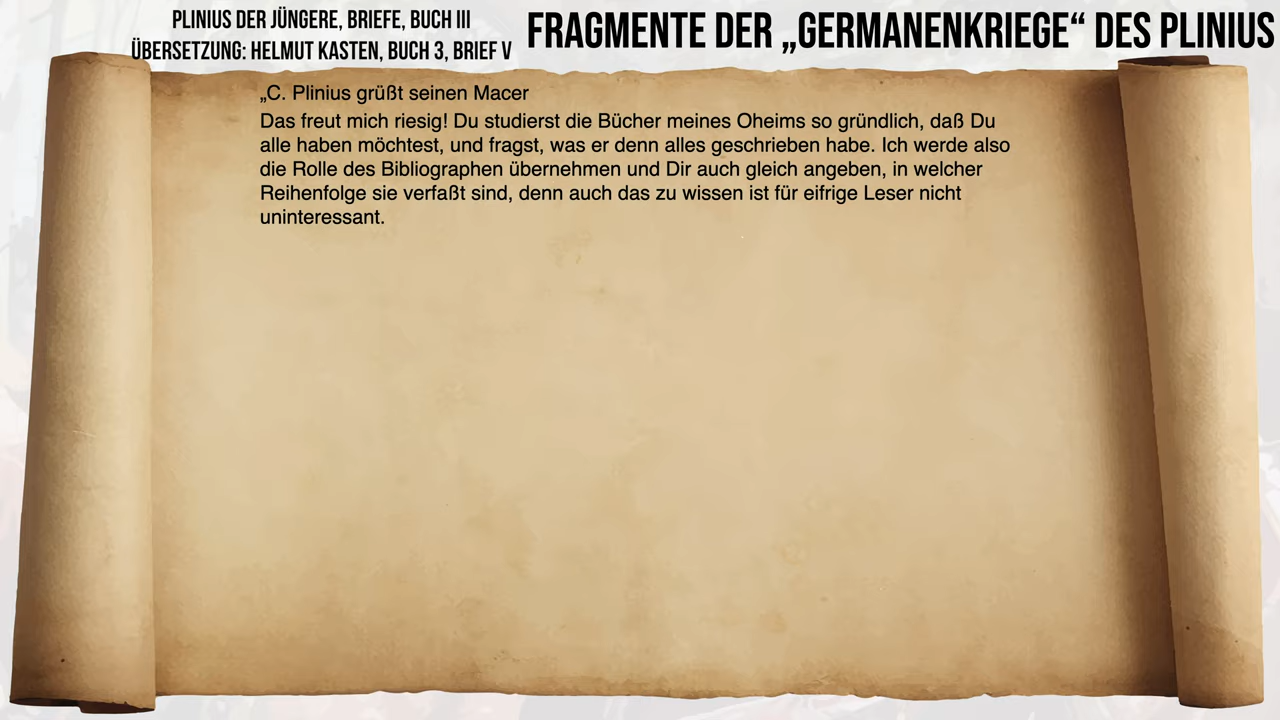 PLINIUS DER JÜNGERE, BRIEFE, BUCH III
ÜBERSETZUNG: HELMUT KASTEN, BUCH 3, BRIEF V
FRAGMENTE DER „GERMANENKRIEGE“ DES PLINIUS
„C. Plinius grüßt seinen Macer
Das freut mich riesig! Du studierst die Bücher meines Oheims so gründlich, daß Du
alle haben möchtest, und fragst, was er denn alles geschrieben habe. Ich werde also
die Rolle des Bibliographen übernehmen und Dir auch gleich angeben, in welcher
Reihenfolge sie verfaßt sind, denn auch das zu wissen ist für eifrige Leser nicht
uninteressant.